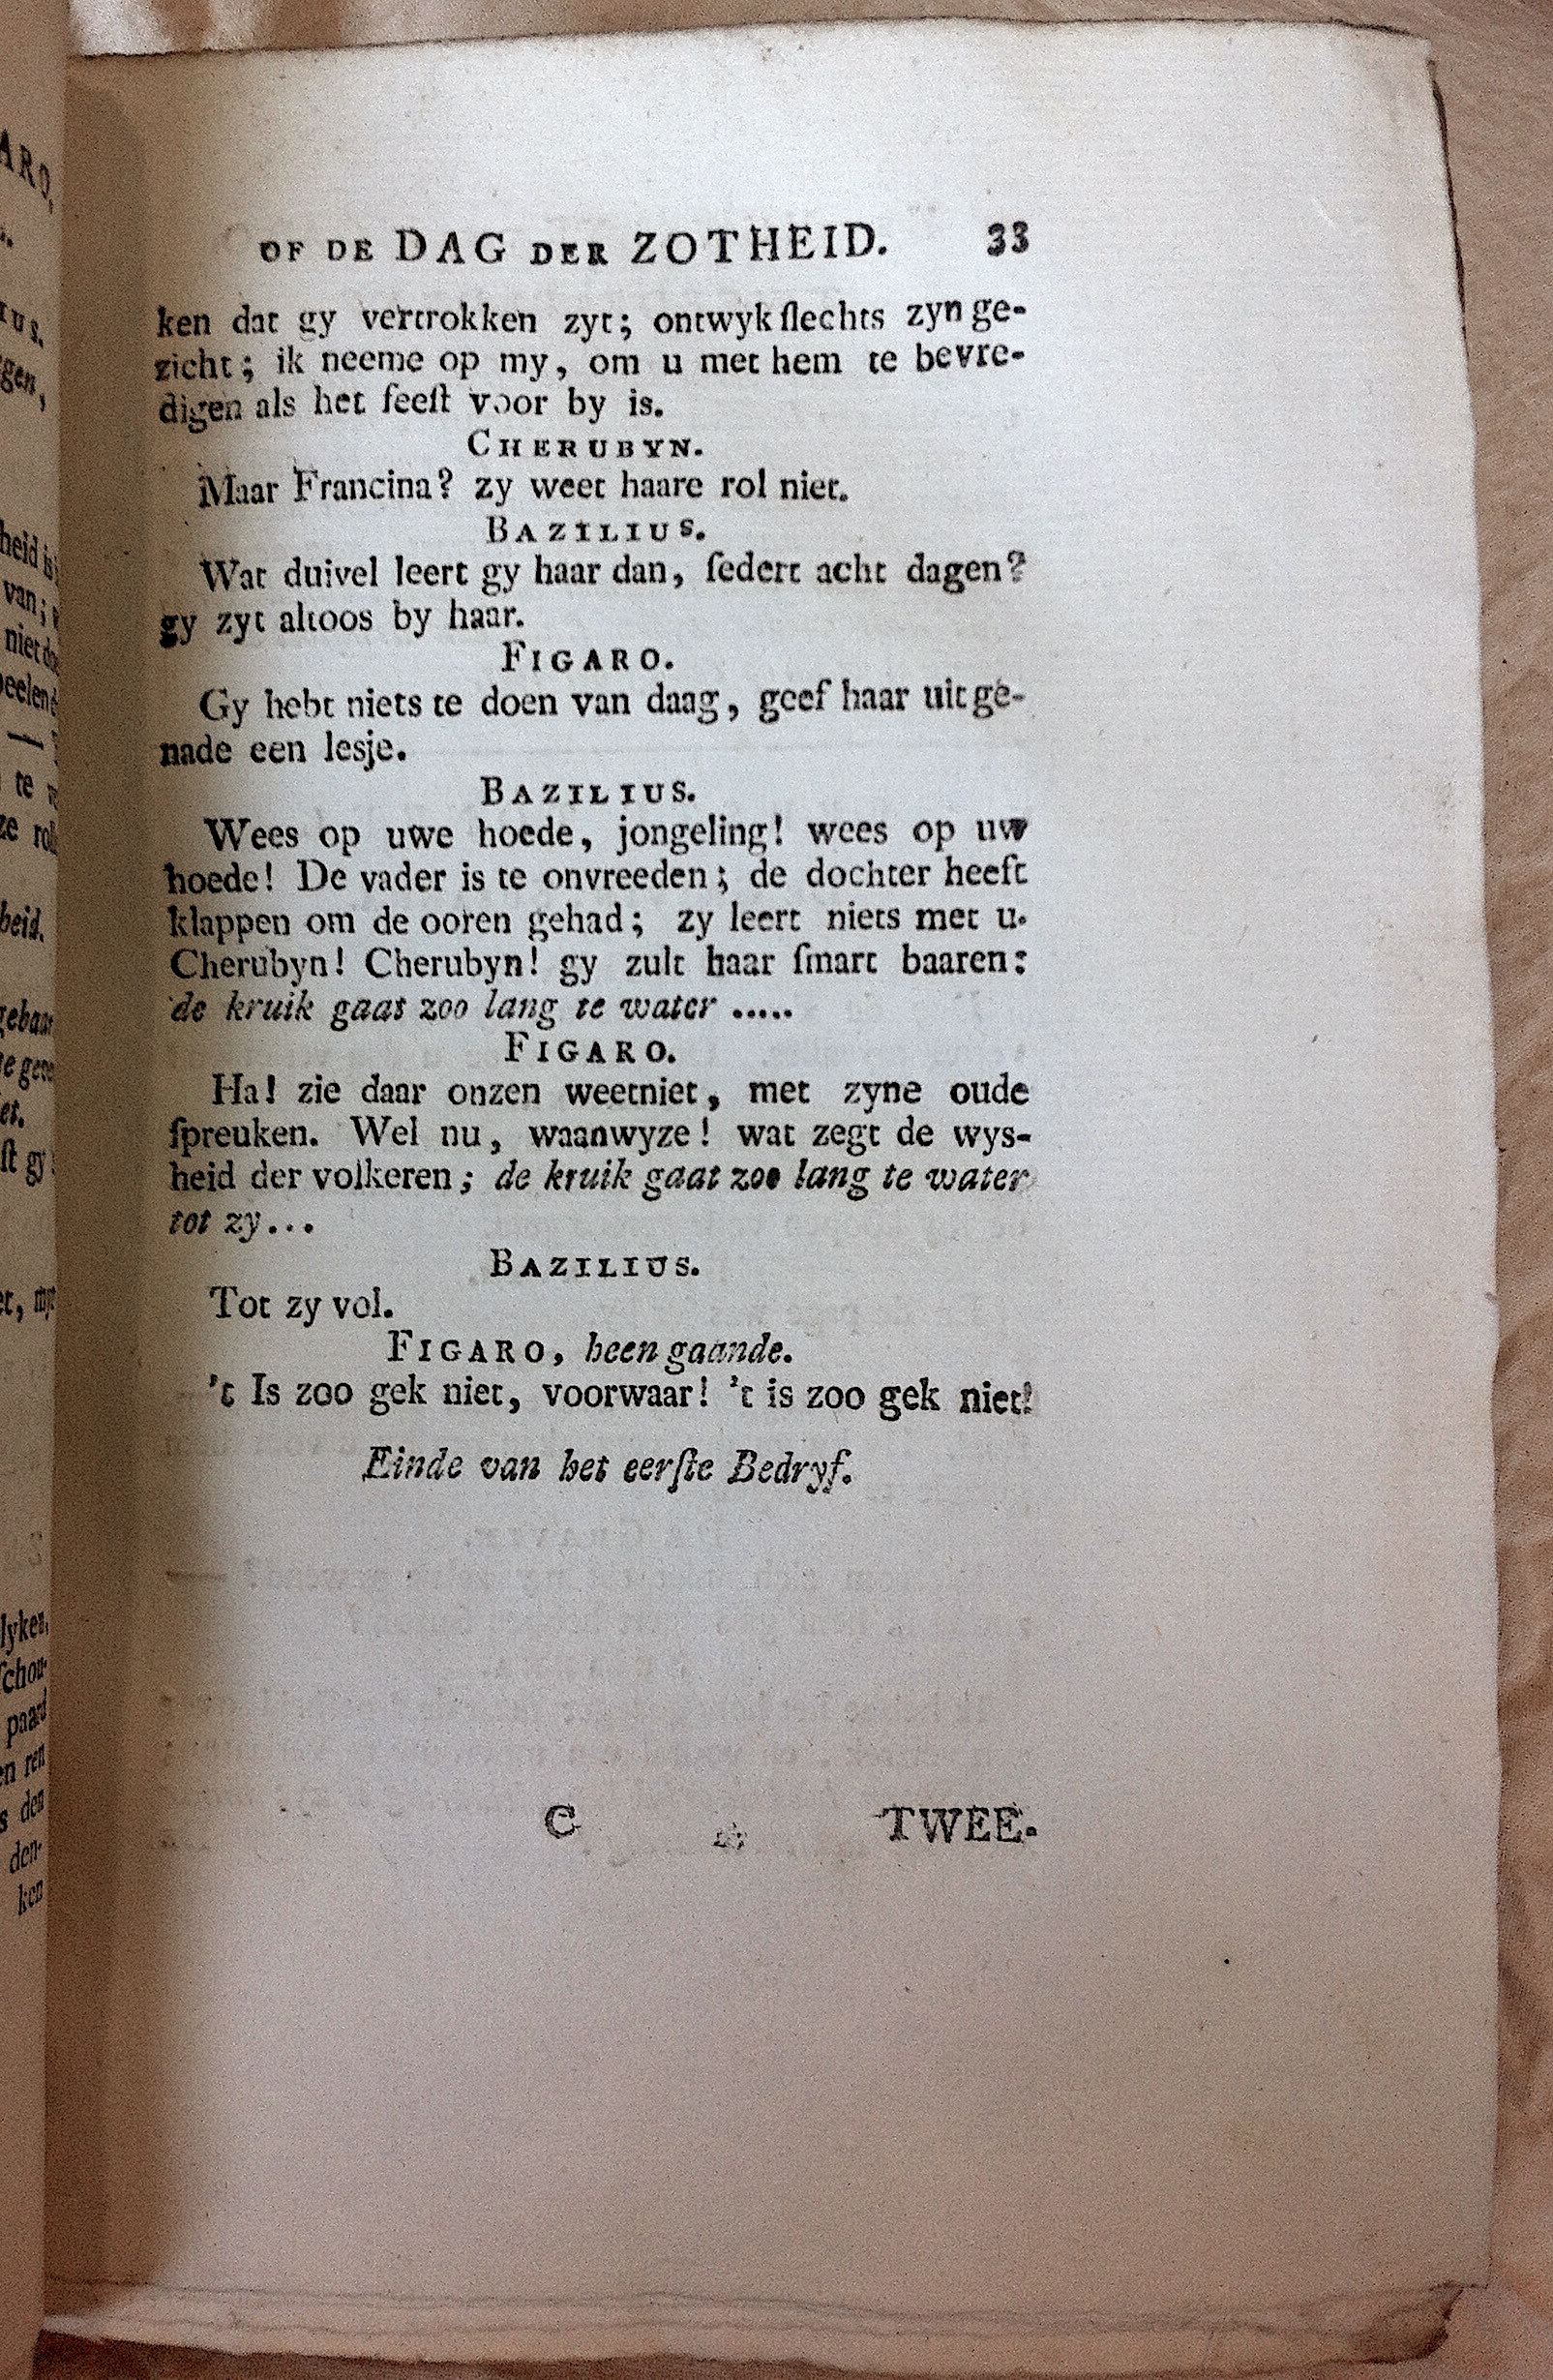 OF DE DAG DER ZOTHEID. 33
ken dat gy vertrokken zyt; ontwyk ſlechts zyn ge-
zicht; ik neeme op my, om u met hem te bevre-
digen als het feeſt voor by is.
CHERUBYN.
Maar Francina? zy weet haare rol niet.
BAZILIUS.
Wat duivel leert gy haar dan, ſedert acht dagen?
gy zyt altoos by haar.
FIGARO.
Gy hebt niets te doen van daag, geef haar uit ge-
nade een lesje.
BAZILIUS.
Wees op uwe hoede, jongeling! wees op uw
hoede! De vader is te onvreeden; de dochter heeft
klappen om de ooren gehad; zy leert niets met u.
Cherubyn! Cherubyn! gy zult haar ſmart baaren:
de kruik gaat zoo lang te water .....
FIGARO.
Ha! zie daar onzen weetniet, met zyne oude
ſpreuken. Wel nu, waanwyze! wat zegt de wys-
heid der volkeren; de kruik gaat zoo lang te water
tot zy...
BAZILIUS.
Tot zy vol.
FIGARO, heen gaande.
't Is zoo gek niet, voorwaar! 't is zoo gek niet!
Einde van het eerſte Bedryf.
C TWEE-